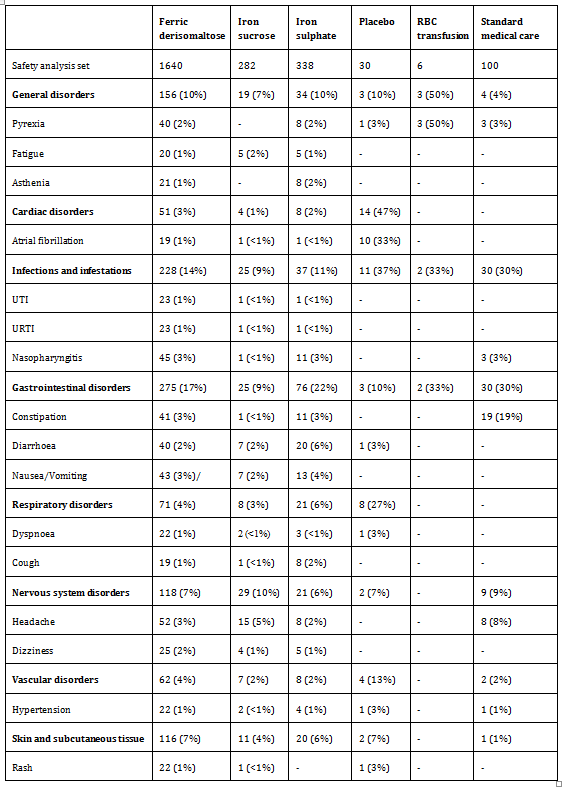 Ferric derisomaltose | Iron sucrose | Iron sulphate | Placebo | RBC transfusion | Standard medical care
Safety analysis set | 1640 | 282 | 338 | 30 | 6 | 100
General disorders | 156 (10%) | 19 (7%) | 34 (10%) | 3 (10%) | 3 (50%) | 4 (4%)
Pyrexia | 40 (2%) | - | 8 (2%) | 1 (3%) | 3 (50%) | 3 (3%)
Fatigue | 20 (1%) | 5 (2%) | 5 (1%) | - | - | -
Asthenia | 21 (1%) | - | 8 (2%) | - | - | -
Cardiac disorders | 51 (3%) | 4 (1%) | 8 (2%) | 14 (47%) | - | -
Atrial fibrillation | 19 (1%) | 1 (<1%) | 1 (<1%) | 10 (33%) | - | -
Infections and infestations | 228 (14%) | 25 (9%) | 37 (11%) | 11 (37%) | 2 (33%) | 30 (30%)
UTI | 23 (1%) | 1 (<1%) | 1 (<1%) | - | - | -
URTI | 23 (1%) | 1 (<1%) | 1 (<1%) | - | - | -
Nasopharyngitis | 45 (3%) | 1 (<1%) | 11 (3%) | - | - | 3 (3%)
Gastrointestinal disorders | 275 (17%) | 25 (9%) | 76 (22%) | 3 (10%) | 2 (33%) | 30 (30%)
Constipation | 41 (3%) | 1 (<1%) | 11 (3%) | - | - | 19 (19%)
Diarrhoea | 40 (2%) | 7 (2%) | 20 (6%) | 1 (3%) | - | -
Nausea/Vomiting | 43 (3%)/ | 7 (2%) | 13 (4%) | - | - | -
Respiratory disorders | 71 (4%) | 8 (3%) | 21 (6%) | 8 (27%) | - | -
Dyspnoea | 22 (1%) | 2 (<1%) | 3 (<1%) | 1 (3%) | - | -
Cough | 19 (1%) | 1 (<1%) | 8 (2%) | - | - | -
Nervous system disorders | 118 (7%) | 29 (10%) | 21 (6%) | 2 (7%) | - | 9 (9%)
Headache | 52 (3%) | 15 (5%) | 8 (2%) | - | - | 8 (8%)
Dizziness | 25 (2%) | 4 (1%) | 5 (1%) | - | - | -
Vascular disorders | 62 (4%) | 7 (2%) | 8 (2%) | 4 (13%) | - | 2 (2%)
Hypertension | 22 (1%) | 2 (<1%) | 4 (1%) | 1 (3%) | - | 1 (1%)
Skin and subcutaneous tissue | 116 (7%) | 11 (4%) | 20 (6%) | 2 (7%) | - | 1 (1%)
Rash | 22 (1%) | 1 (<1%) | - | 1 (3%) | - | -